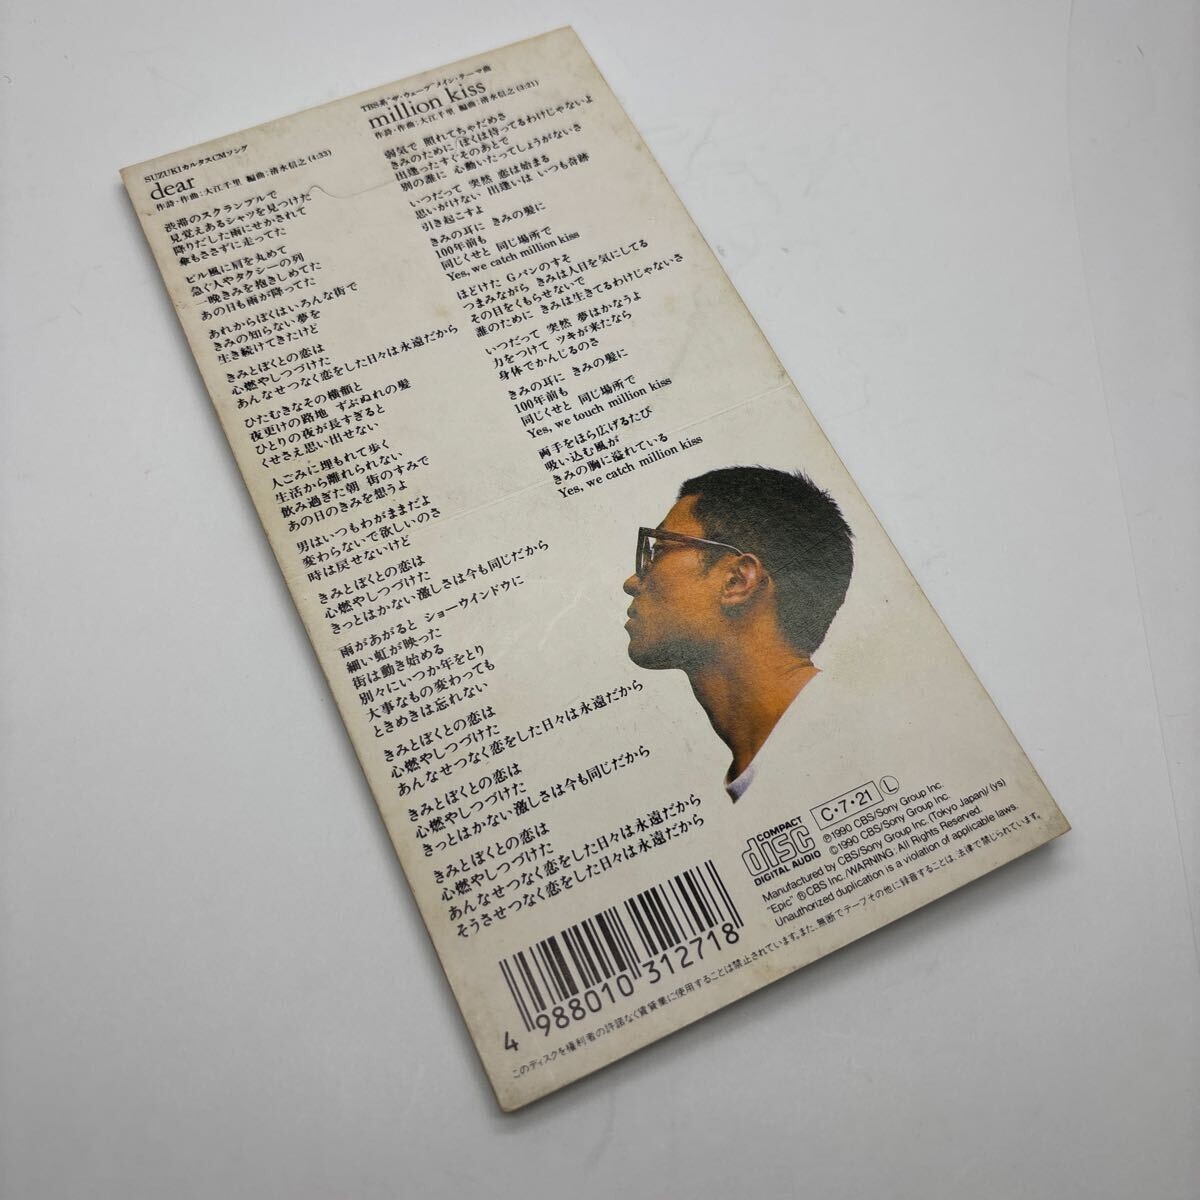 SUZUKIカルタスCMソング
dear
作詩・作曲:大江千里 編曲:清水信之(4:33)
渋滞のスクランブルで
見覚えあるシャツを見つけた
降りだした雨にせかされて
傘もささずに走ってた
ビル風に肩を丸めて
急ぐ人やタクシーの列
一晩きみを抱きしめてた
あの日も雨が降ってた
あれからぼくはいろんな街で
きみの知らない夢を
生き続けてきたけど
きみとぼくとの恋は
心燃やしつづけた
あんなせつなく恋をした日々は永遠だから
ひたむきなその横顔と
夜更けの路地 ずぶぬれの髪
ひとりの夜が長すぎると
くせさえ思い出せない
人ごみに埋もれて歩く
生活から離れられない
飲み過ぎた朝 街のすみで
あの日のきみを想うよ
男はいつもわがままだよ
変わらないで欲しいのさ
時は戻せないけど
きみとぼくとの恋は
心燃やしつづけた
きっとはかない激しさは今も同じだから
雨があがると ショーウインドウに
細い虹が映った
街は動き始める
別々にいつか年をとり
大事なもの変わっても
ときめきは忘れない
きみとぼくとの恋は
心燃やしつづけた
あんなせつなく恋をした日々は永遠だから
きみとぼくとの恋は
心燃やしつづけた
きっとはかない激しさは今も同じだから
きみとぼくとの恋は
心燃やしつづけた
あんなせつなく恋をした日々は永遠だから
そうさせつなく恋をした日々は永遠だから
TBS系“ザ・ウェーブ”メイン・テーマ曲
million kiss
作詩・作曲:大江千里 編曲:清水信之(3:21)
弱気で 照れてちゃだめさ
きみのために/ぼくは待ってるわけじゃないよ
出逢ったすぐそのあとで
別の誰に 心動いたってしょうがないさ
いつだって 突然 恋は始まる
思いがけない 出逢いは いつも奇跡
引き起こすよ
きみの耳に きみの髪に
100年前も
同じくせと 同じ場所で
Yes, we catch million kiss
ほどけた Gパンのすそ
つまみながら きみは人目を気にしてる
その目をくもらせないで
誰のために きみは生きてるわけじゃないさ
いつだって 突然 夢はかなうよ
力をつけて ツキが来たなら
身体でかんじるのさ
きみの耳に きみの髪に
100年前も
同じくせと 同じ場所で
Yes, we touch million kiss
両手をほら広げるたび
吸い込む風が
きみの胸に溢れている
Yes, we catch million kiss
COMPACT
disc
DIGITAL AUDIO
C・7・21 L
Ⓟ1990 CBS/Sony Group Inc.
©1990 CBS/Sony Group Inc.
Manufactured by CBS/Sony Group Inc. (Tokyo Japan)/(ys)
"Epic" ® CBS Inc./WARNING: All Rights Reserved.
Unauthorized duplication is a violation of applicable laws.
4 988010 312718
このディスクを権利者の許諾なく賃貸業に使用することは禁止されています。また、無断でテープその他に録音することは、法律で禁じられています。